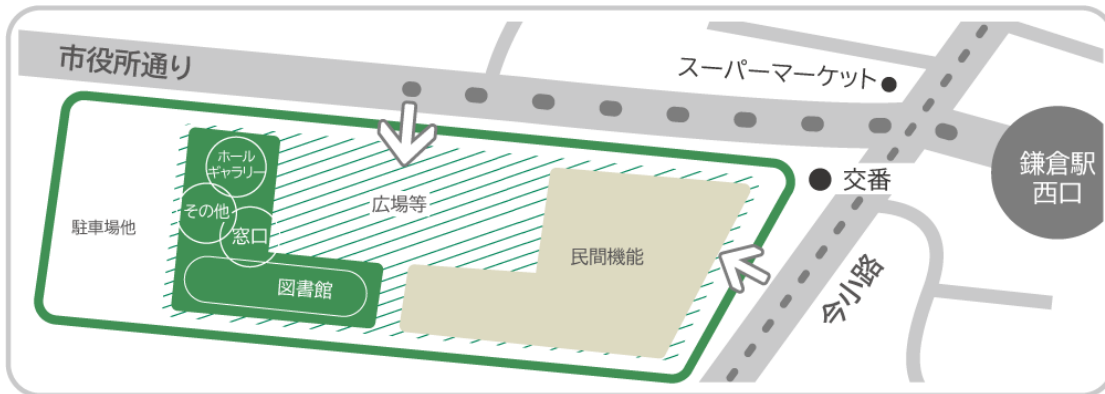 市役所通り
スーパーマーケット
鎌倉駅
西口
交番
今小路
ホール
ギャラリー
その他
窓口
図書館
駐車場他
広場等
民間機能